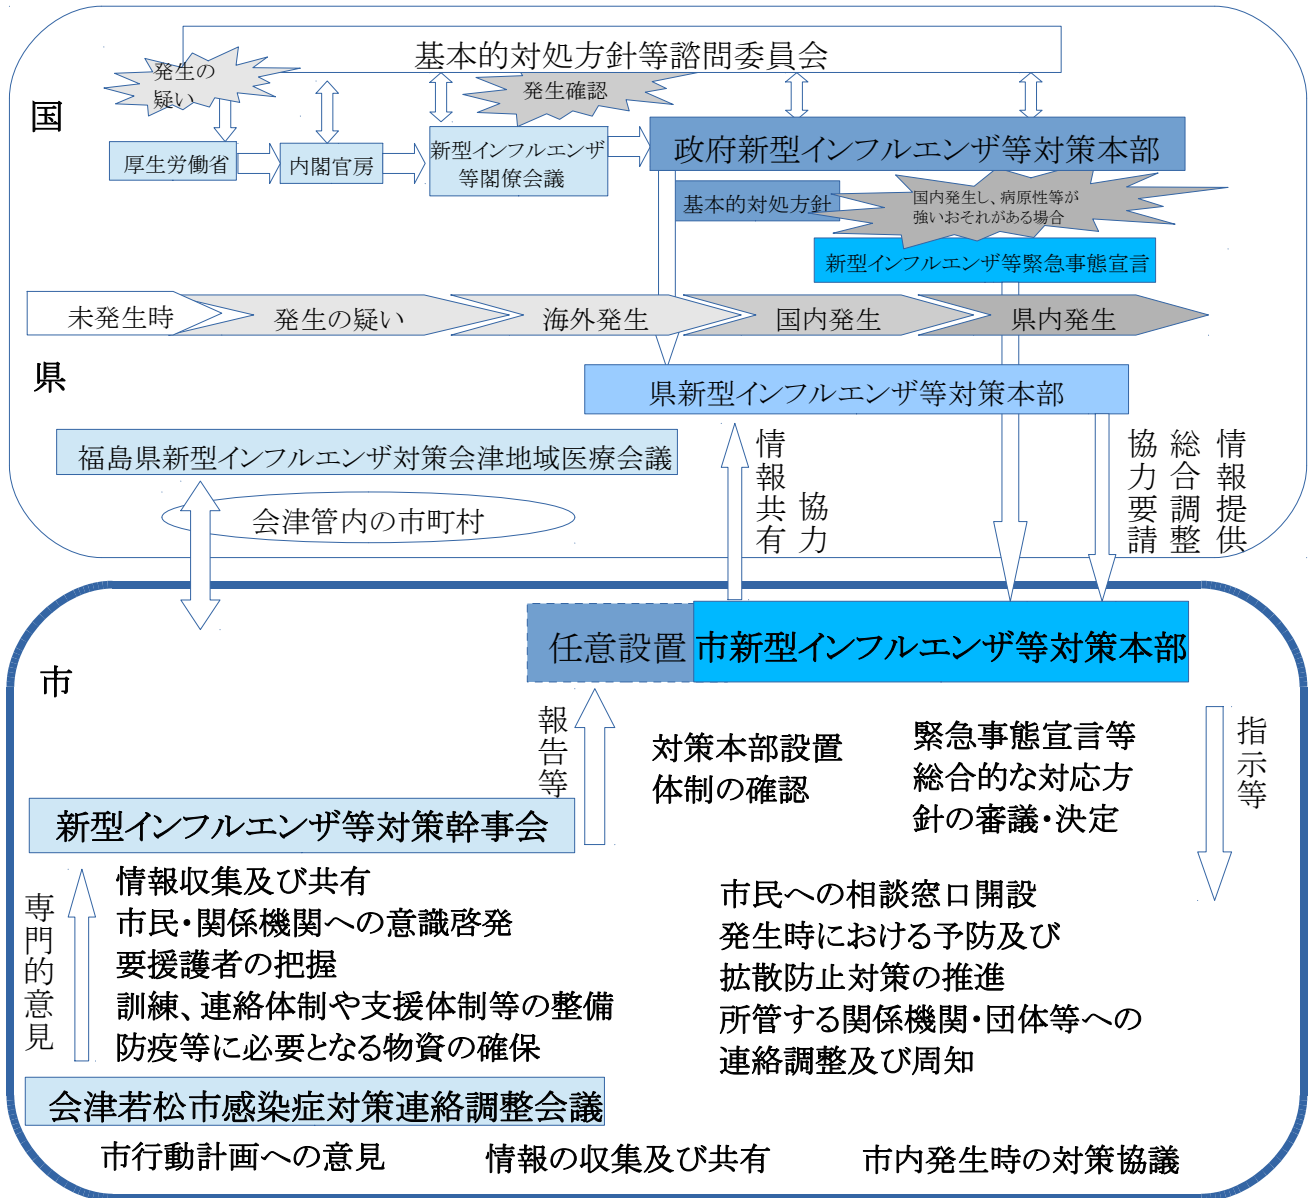 基本的対処方針等諮問委員会
発生の
疑い
発生確認
国
厚生労働省
内閣官房
新型インフルエンザ
等閣僚会議
政府新型インフルエンザ等対策本部
基本的対処方針
国内発生し、病原性等が
強いおそれがある場合
新型インフルエンザ等緊急事態宣言
未発生時
発生の疑い
海外発生
国内発生
県内発生
県
県新型インフルエンザ等対策本部
福島県新型インフルエンザ対策会津地域医療会議
会津管内の市町村
情報共有
協力
協力要請
総合調整
情報提供
市
任意設置
市新型インフルエンザ等対策本部
報告等
対策本部設置
体制の確認
緊急事態宣言等
総合的な対応方
針の審議・決定
指示等
新型インフルエンザ等対策幹事会
専門的意見
情報収集及び共有
市民・関係機関への意識啓発
要援護者の把握
訓練、連絡体制や支援体制等の整備
防疫等に必要となる物資の確保
市民への相談窓口開設
発生時における予防及び
拡散防止対策の推進
所管する関係機関・団体等への
連絡調整及び周知
会津若松市感染症対策連絡調整会議
市行動計画への意見
情報の収集及び共有
市内発生時の対策協議